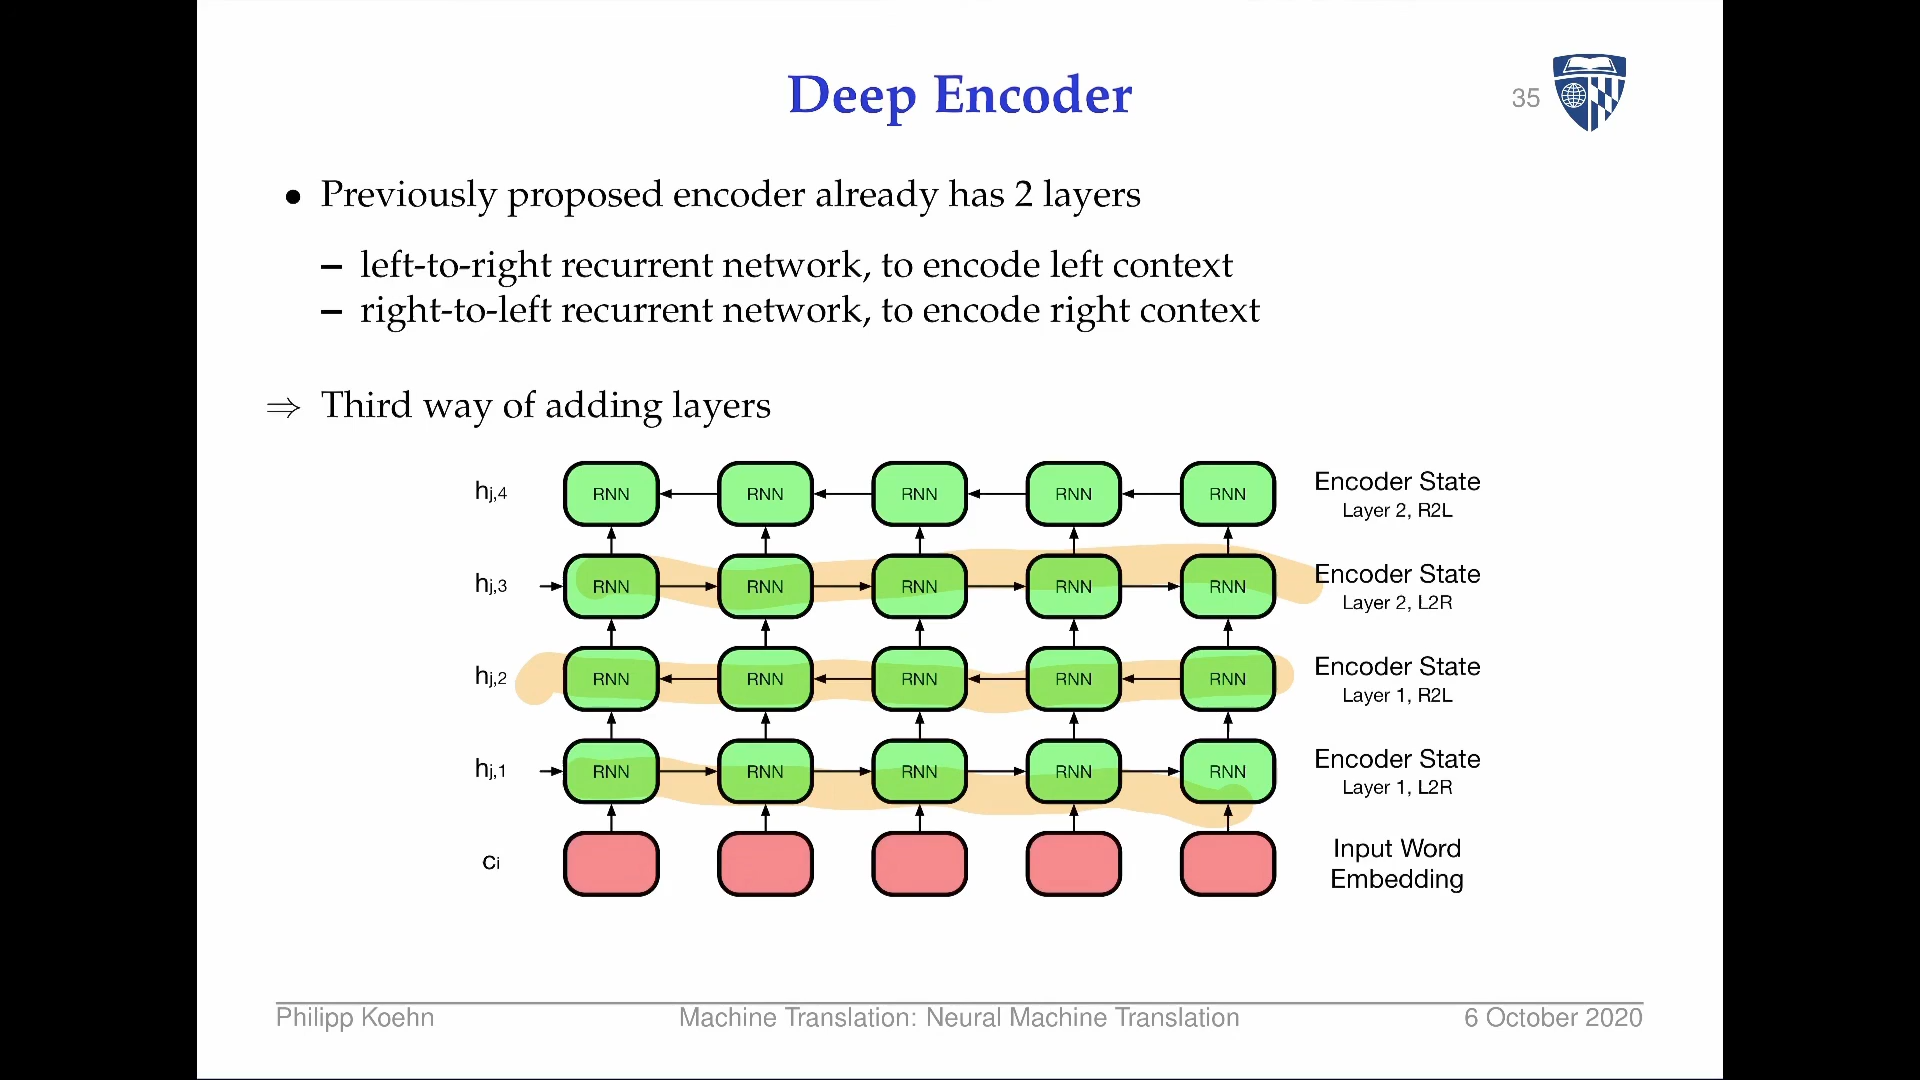 Deep Encoder
35
• Previously proposed encoder already has 2 layers
– left-to-right recurrent network, to encode left context
– right-to-left recurrent network, to encode right context
⇒ Third way of adding layers
hj,4 RNN RNN RNN RNN RNN Encoder State
Layer 2, R2L
hj,3 RNN RNN RNN RNN RNN Encoder State
Layer 2, L2R
hj,2 RNN RNN RNN RNN RNN Encoder State
Layer 1, R2L
hj,1 RNN RNN RNN RNN RNN Encoder State
Layer 1, L2R
ci Input Word
Embedding
Philipp Koehn Machine Translation: Neural Machine Translation 6 October 2020